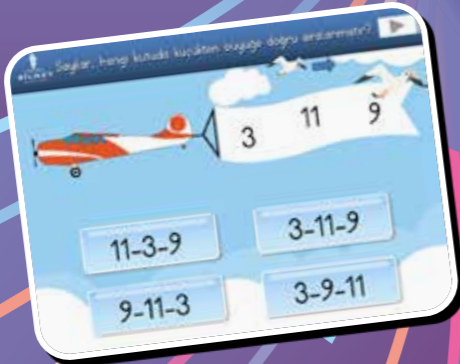 Sayılar, hangi kutuda küçükten büyüğe doğru sıralanmıştır?
3 11 9
11-3-9 3-11-9
9-11-3 3-9-11